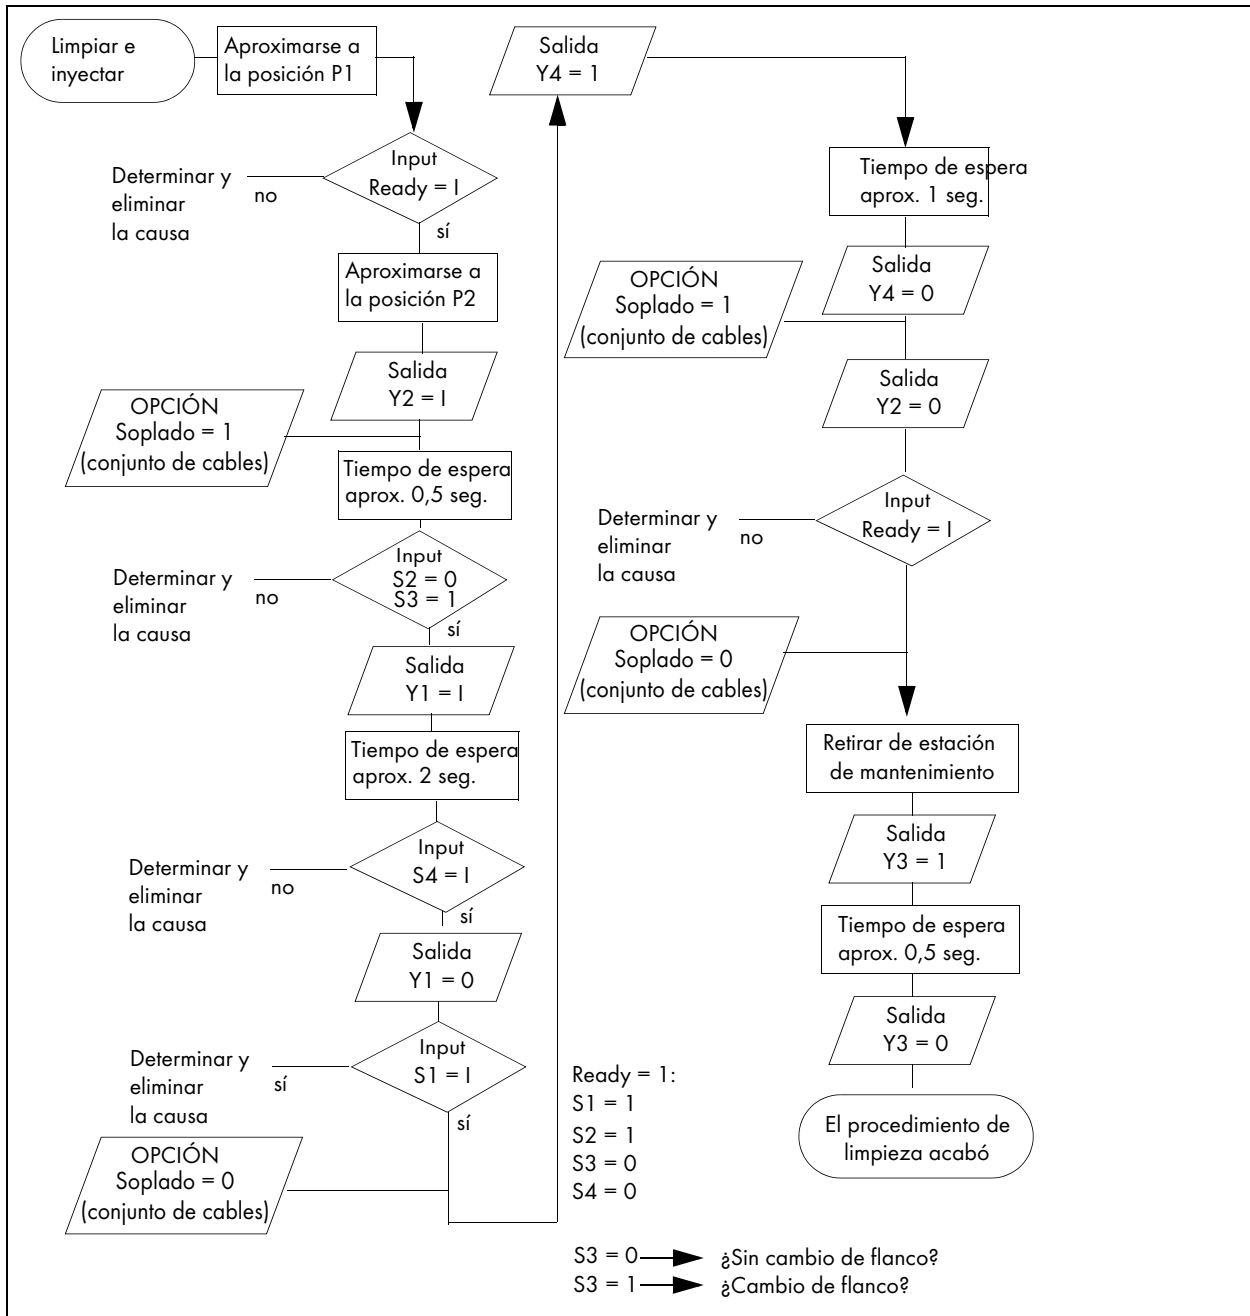 Limpiar e
inyectar
Aproximarse a
la posición P1
Input
Ready = I
Determinar y
eliminar
la causa
no
sí
Aproximarse a
la posición P2
Salida
Y2 = I
OPCIÓN
Soplado = 1
(conjunto de cables)
Tiempo de espera
aprox. 0,5 seg.
Input
S2 = 0
S3 = 1
Determinar y
eliminar
la causa
no
sí
Salida
Y1 = I
Tiempo de espera
aprox. 2 seg.
Input
S4 = I
Determinar y
eliminar
la causa
no
sí
Salida
Y1 = 0
Input
S1 = I
Determinar y
eliminar
la causa
sí
sí
OPCIÓN
Soplado = 0
(conjunto de cables)
Salida
Y4 = 1
Tiempo de espera
aprox. 1 seg.
Salida
Y4 = 0
OPCIÓN
Soplado = 1
(conjunto de cables)
Salida
Y2 = 0
Input
Ready = I
Determinar y
eliminar
la causa
no
OPCIÓN
Soplado = 0
(conjunto de cables)
Retirar de estación
de mantenimiento
Salida
Y3 = 1
Tiempo de espera
aprox. 0,5 seg.
Salida
Y3 = 0
El procedimiento de
limpieza acabó
Ready = 1:
S1 = 1
S2 = 1
S3 = 0
S4 = 0
S3 = 0 ¿Sin cambio de flanco?
S3 = 1 ¿Cambio de flanco?